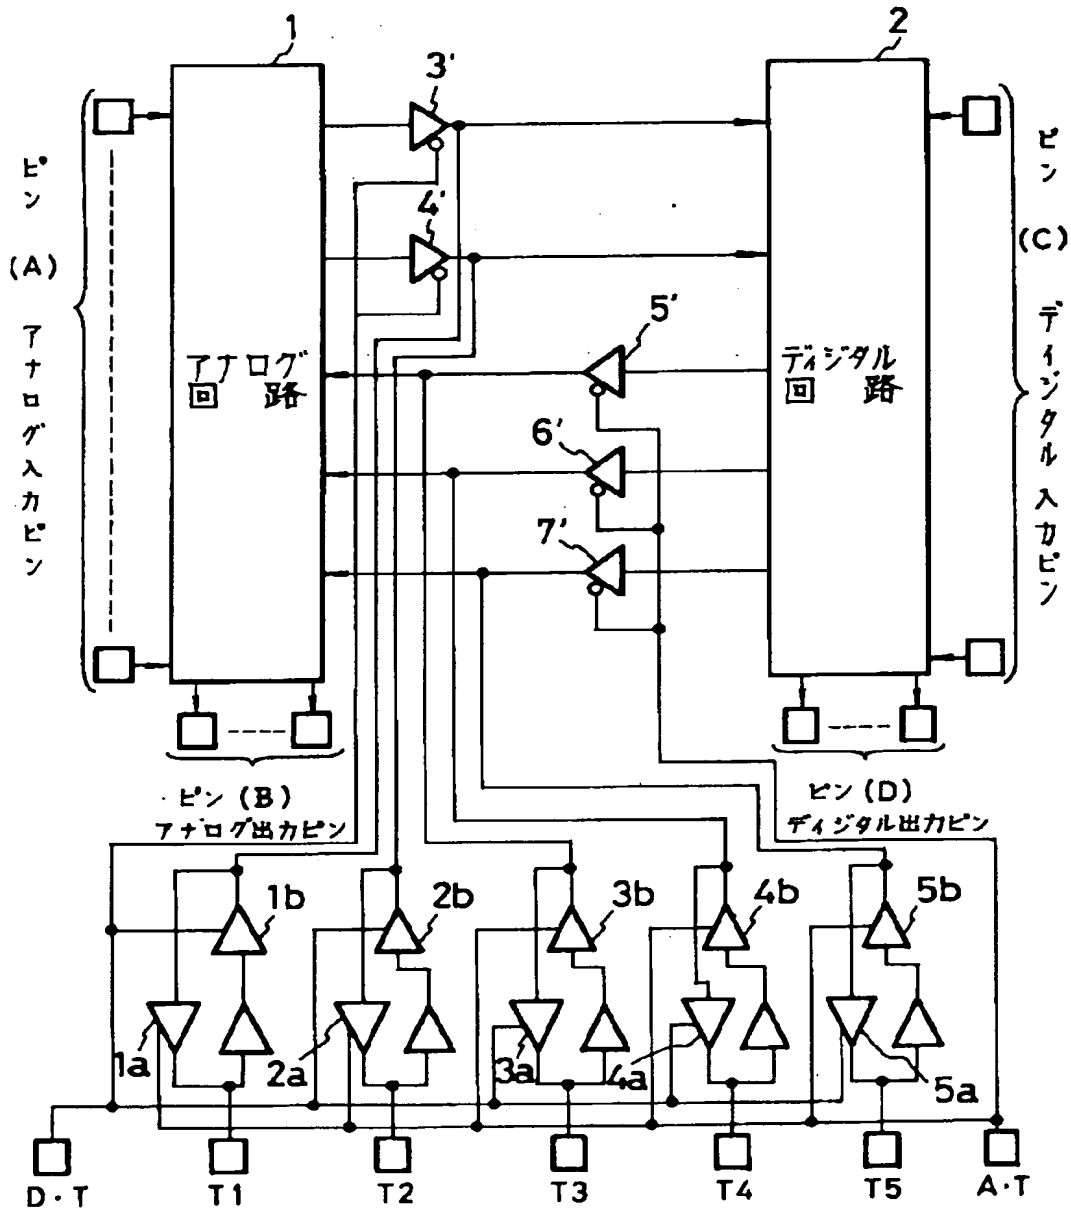 1
2
3'
4'
5'
6'
7'
ピン (A) アナログ入力ピン
アナログ
回路
ディジタル
回路
ピン (C) ディジタル入力ピン
ピン (B)
アナログ出力ピン
ピン (D)
ディジタル出力ピン
1b
2b
3b
4b
5b
1a
2a
3a
4a
5a
D・T
T1
T2
T3
T4
T5
A・T